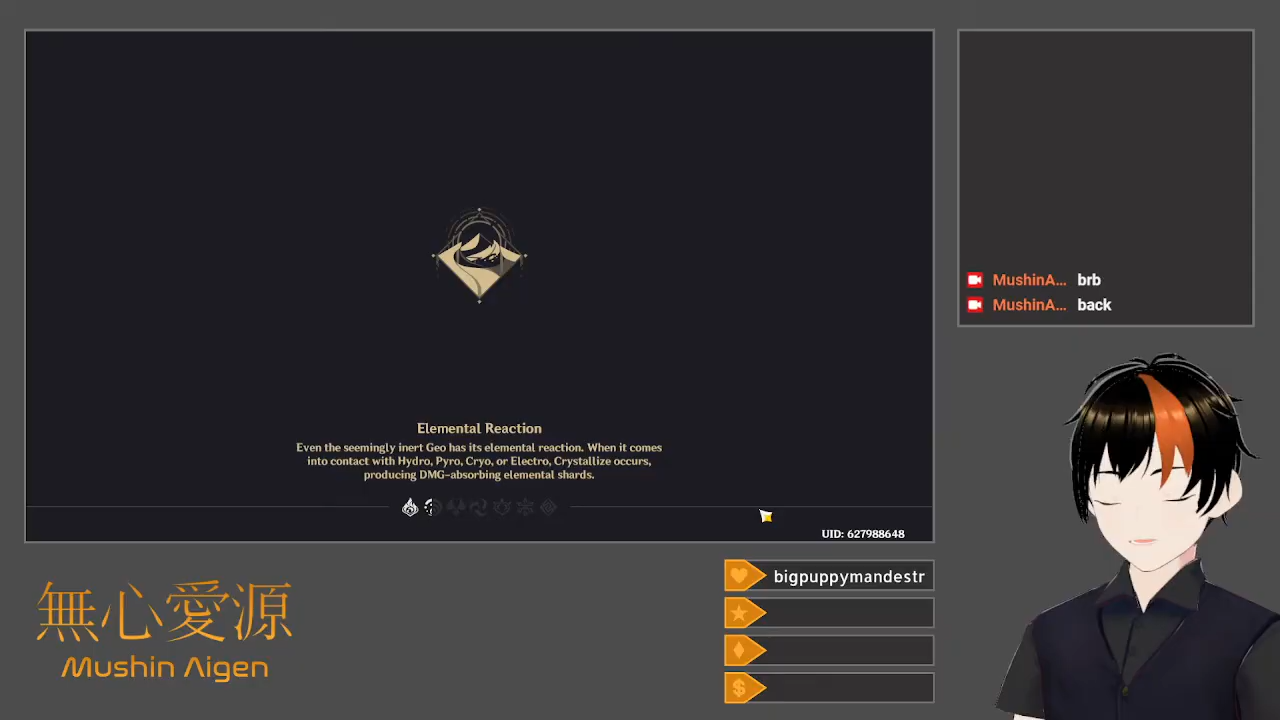 MushinA... brb
MushinA... back
Elemental Reaction
Even the seemingly inert Geo has its elemental reaction. When it comes
into contact with Hydro, Pyro, Cryo, or Electro, Crystallize occurs,
producing DMG-absorbing elemental shards.
UID: 627988648
bigpuppymandestr
無心愛源
Mushin Aigen